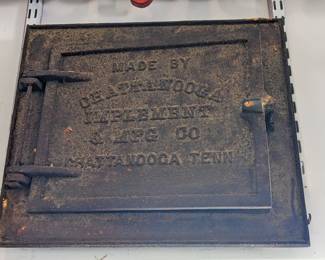 MADE BY
CHATTANOOGA
IMPLEMENT
& MFG CO
CHATTANOOGA TENN